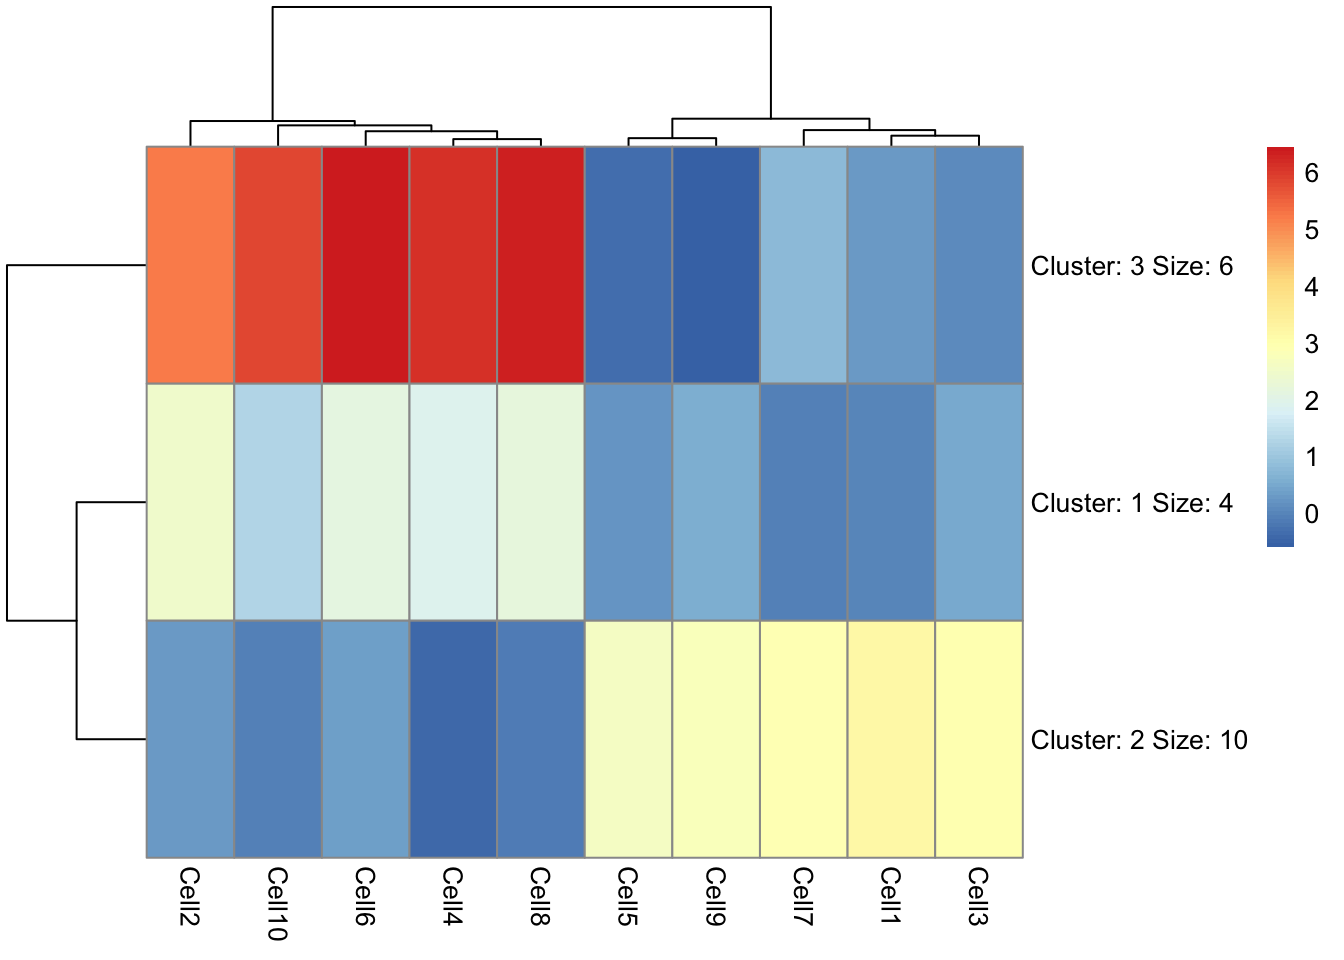 6
5
4
3
2
1
0
Cluster: 3 Size: 6
Cluster: 1 Size: 4
Cluster: 2 Size: 10
Cell2
Cell10
Cell6
Cell4
Cell8
Cell5
Cell9
Cell7
Cell1
Cell3